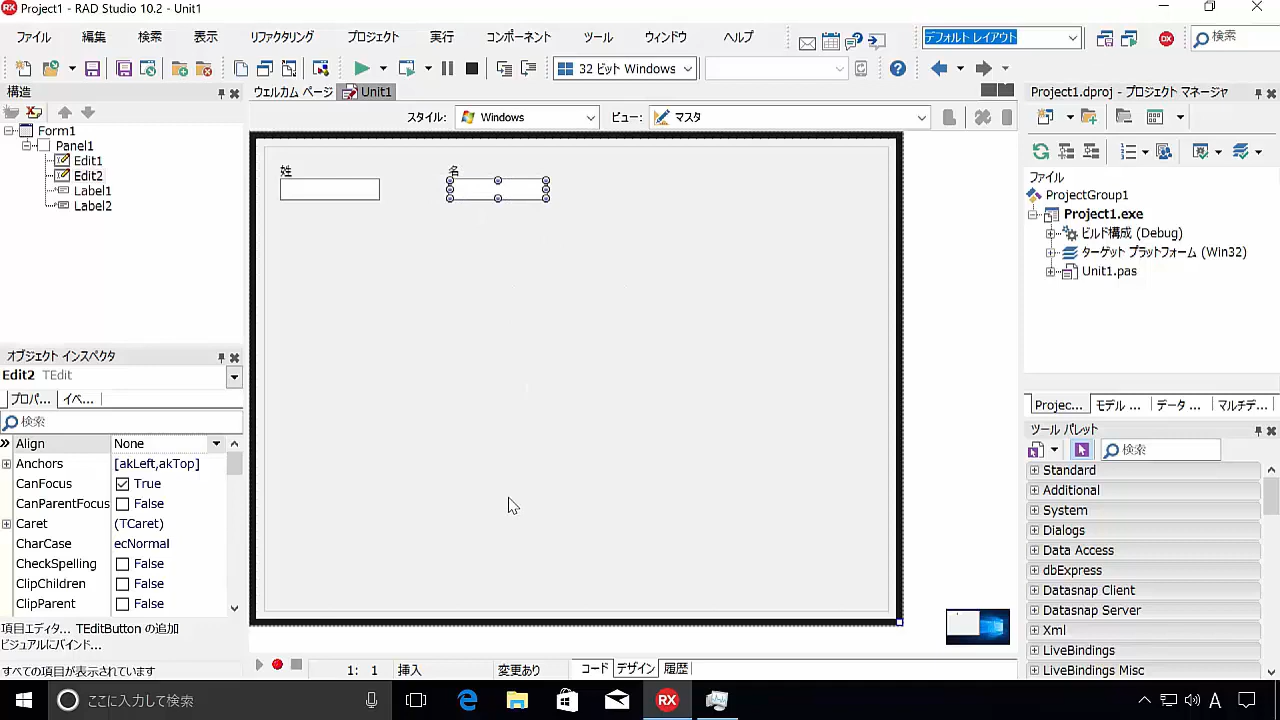 Project1 - RAD Studio 10.2 - Unit1
ファイル 編集 検索 表示 リファクタリング プロジェクト 実行 コンポーネント ツール ウィンドウ ヘルプ
デフォルト レイアウト
検索
32 ビット Windows
構造
ウェルカム ページ Unit1
Project1.dproj - プロジェクト マネージャ
スタイル: Windows ビュー: マスタ
Form1
Panel1
Edit1
Edit2
Label1
Label2
姓 名
ファイル
ProjectGroup1
Project1.exe
ビルド構成 (Debug)
ターゲット プラットフォーム (Win32)
Unit1.pas
オブジェクト インスペクタ
Edit2 TEdit
プロパ... イベ...
検索
Align None
Anchors [akLeft,akTop]
CanFocus True
CanParentFocus False
Caret (TCaret)
CharCase ecNormal
CheckSpelling False
ClipChildren False
ClipParent False
項目エディタ... TEditButton の追加
ビジュアルにバインド...
すべての項目が表示されています
Projec... モデル ... データ ... マルチデ...
ツール パレット
検索
Standard
Additional
System
Dialogs
Data Access
dbExpress
Datasnap Client
Datasnap Server
Xml
LiveBindings
LiveBindings Misc
1: 1 挿入 変更あり コード デザイン 履歴
ここに入力して検索
RX
A